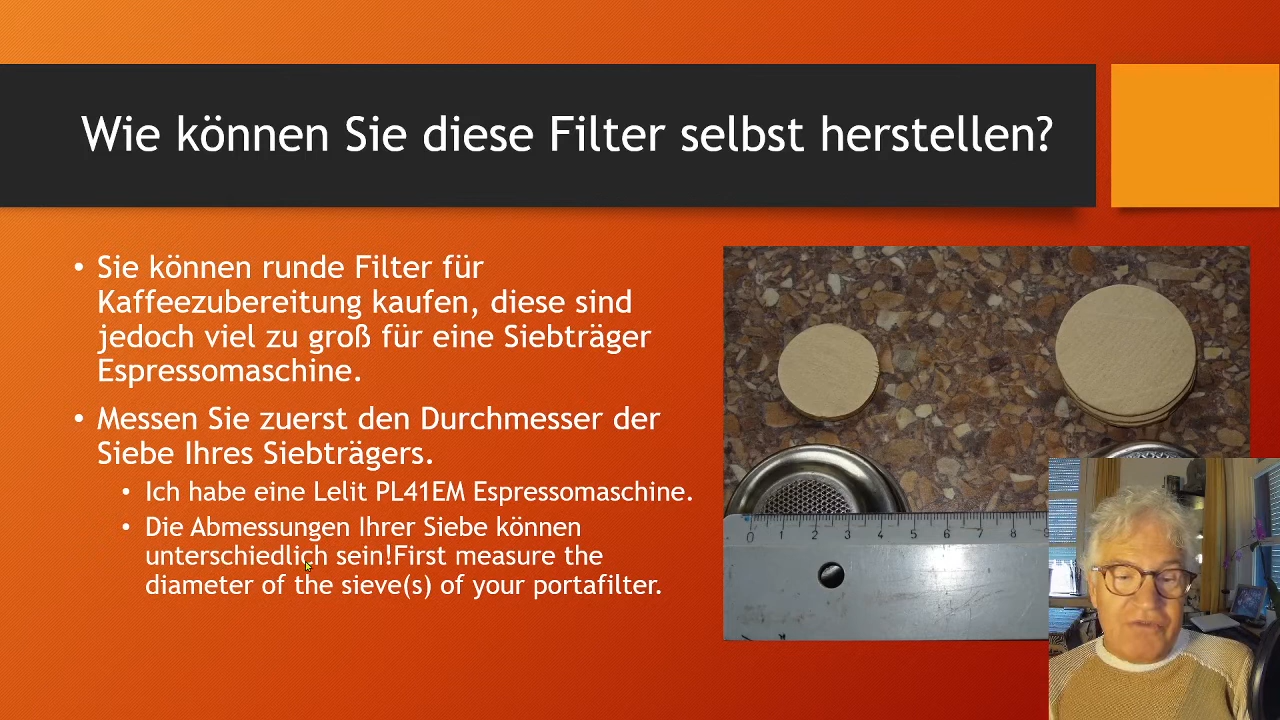 Wie können Sie diese Filter selbst herstellen?
• Sie können runde Filter für
Kaffeezubereitung kaufen, diese sind
jedoch viel zu groß für eine Siebträger
Espressomaschine.
• Messen Sie zuerst den Durchmesser der
Siebe Ihres Siebträgers.
• Ich habe eine Lelit PL41EM Espressomaschine.
• Die Abmessungen Ihrer Siebe können
unterschiedlich sein!First measure the
diameter of the sieve(s) of your portafilter.
0 1 2 3 4 5 6 7 8